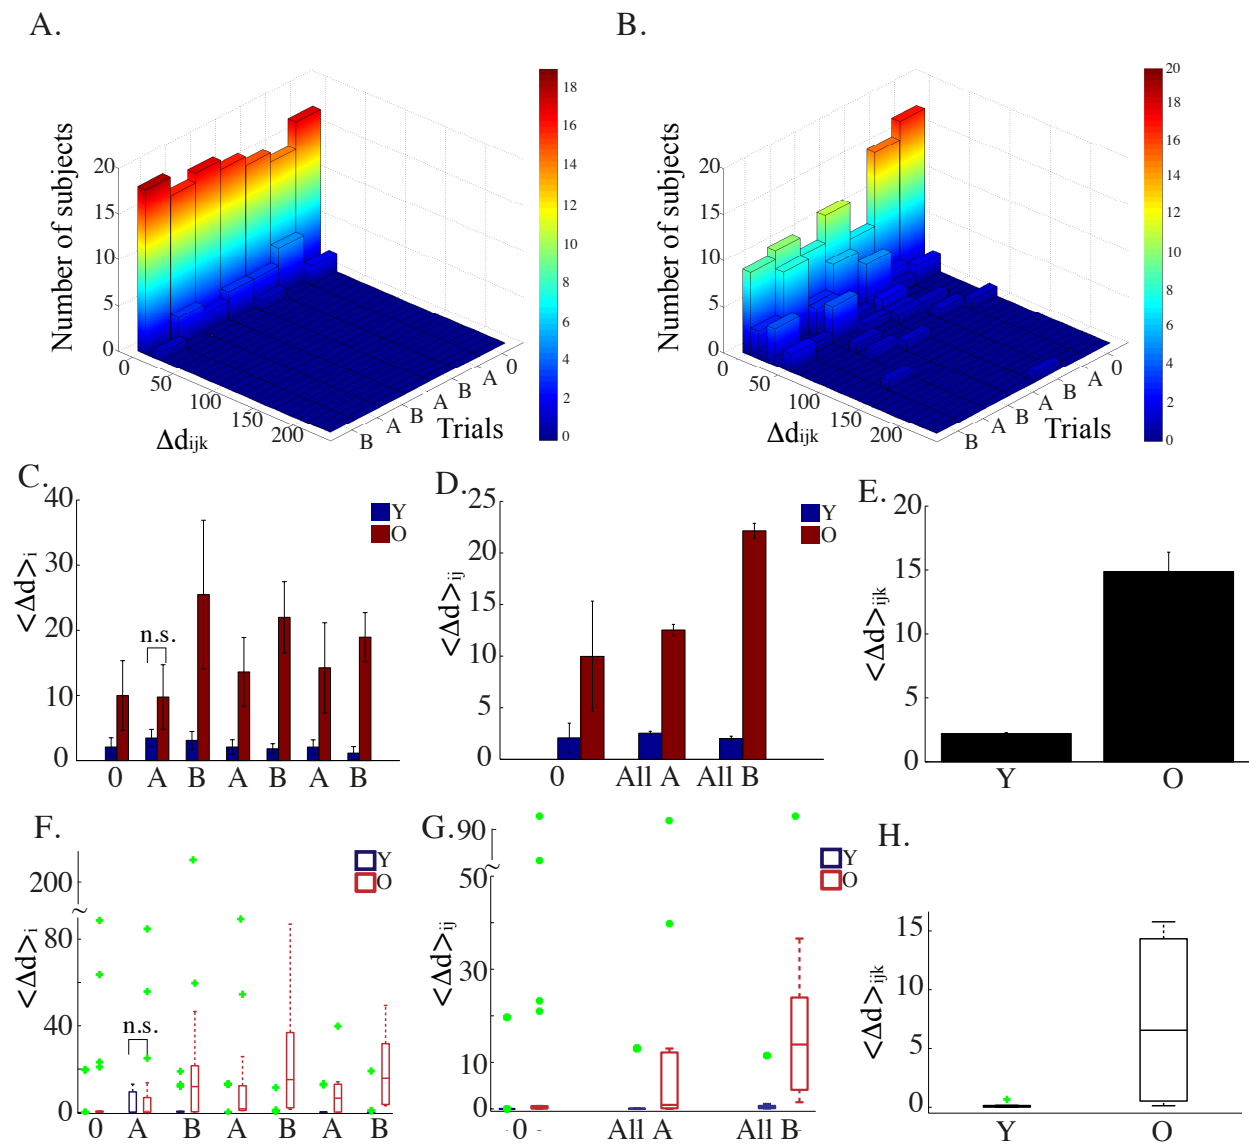 A.
B.
Number of subjects
20
15
10
5
0
0
50
100
150
200
Δdijk
B
A
B
A
B
A
0
Trials
18
16
14
12
10
8
6
4
2
0
Number of subjects
20
15
10
5
0
0
50
100
150
200
Δdijk
B
A
B
A
B
A
0
Trials
20
18
16
14
12
10
8
6
4
2
0
C.
<Δd>i
40
30
20
10
0
n.s.
Y
O
0 A B A B A B
D.
<Δd>ij
25
20
15
10
5
0
Y
O
0 All A All B
E.
<Δd>ijk
20
15
10
5
0
Y O
F.
<Δd>i
200
~
80
40
0
n.s.
Y
O
0 A B A B A B
G.
<Δd>ij
90
~
50
30
10
0
Y
O
0 All A All B
H.
<Δd>ijk
15
10
5
0
Y O